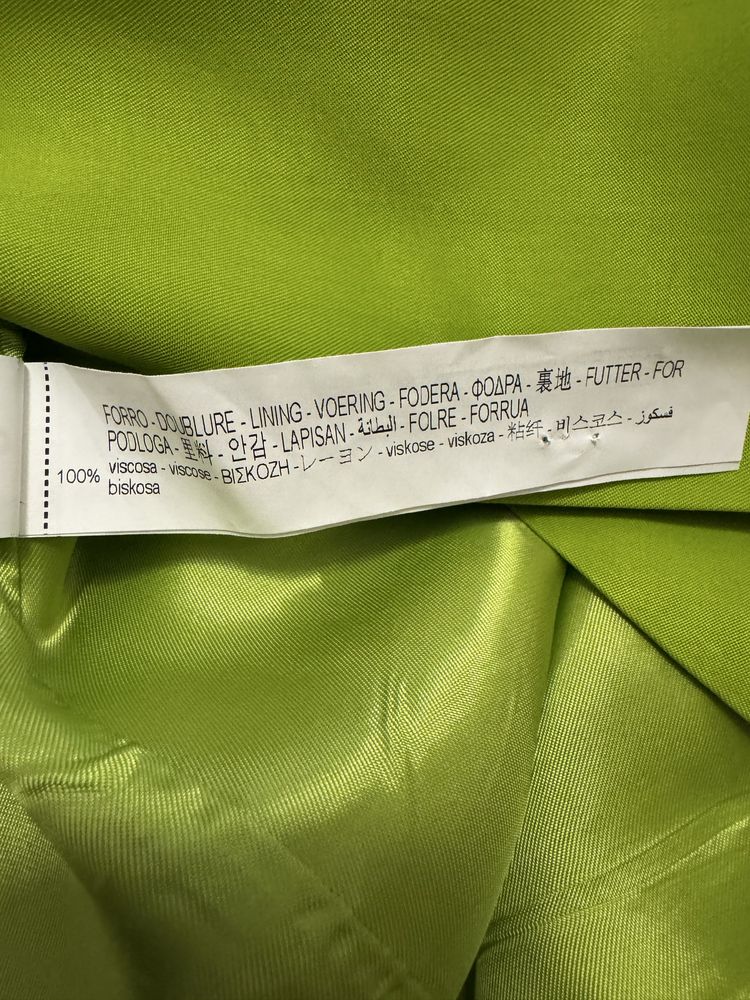 FORRO - DOUBLURE - LINING - VOERING - FODERA - ΦΟΔΡΑ - 裏地 - FUTTER - FOR
PODLOGA - 里料 - 안감 - LAPISAN - البطانة - FOLRE - FORRUA
100% viscosa - viscose - ΒΙΣΚΟΖΗ - レーヨン - viskose - viskoza - 粘纤 - 비스코스 - فسكوز
biskosa